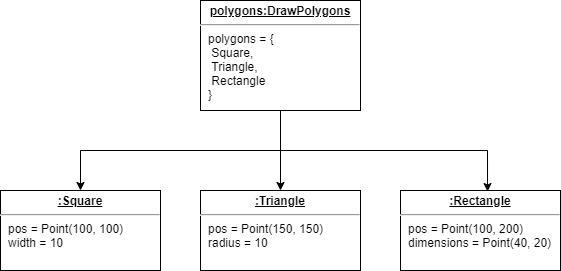 polygons:DrawPolygons
polygons = {
Square,
Triangle,
Rectangle
}
:Square
pos = Point(100, 100)
width = 10
:Triangle
pos = Point(150, 150)
radius = 10
:Rectangle
pos = Point(100, 200)
dimensions = Point(40, 20)